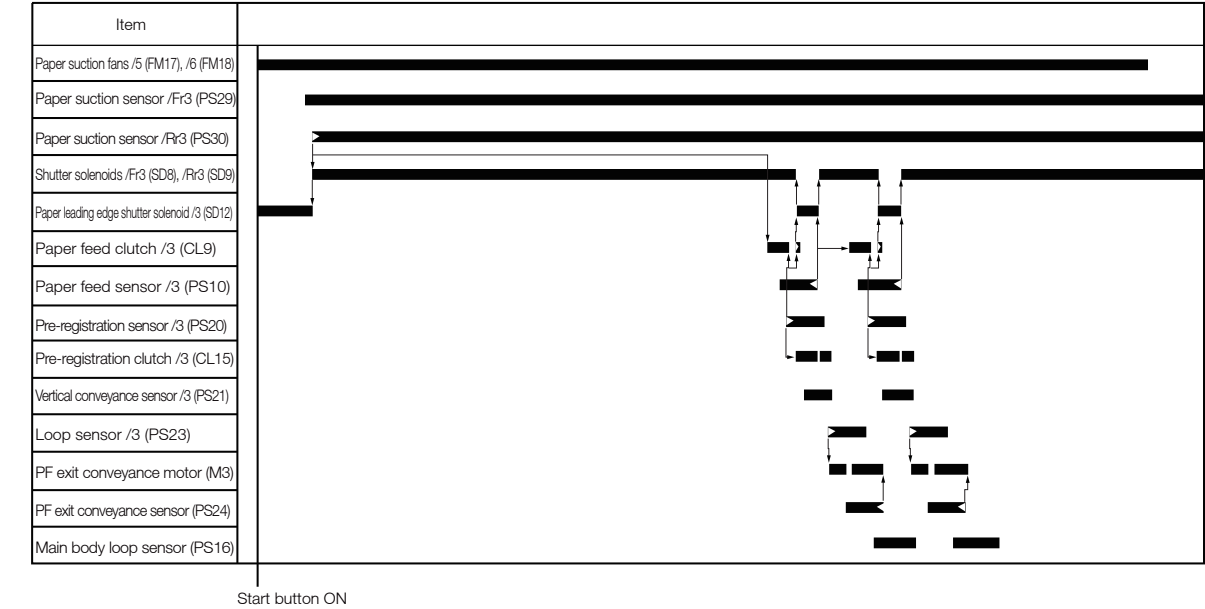 Item
Paper suction fans /5 (FM17), /6 (FM18)
Paper suction sensor /Fr3 (PS29)
Paper suction sensor /Rr3 (PS30)
Shutter solenoids /Fr3 (SD8), /Rr3 (SD9)
Paper leading edge shutter solenoid /3 (SD12)
Paper feed clutch /3 (CL9)
Paper feed sensor /3 (PS10)
Pre-registration sensor /3 (PS20)
Pre-registration clutch /3 (CL15)
Vertical conveyance sensor /3 (PS21)
Loop sensor /3 (PS23)
PF exit conveyance motor (M3)
PF exit conveyance sensor (PS24)
Main body loop sensor (PS16)
Start button ON